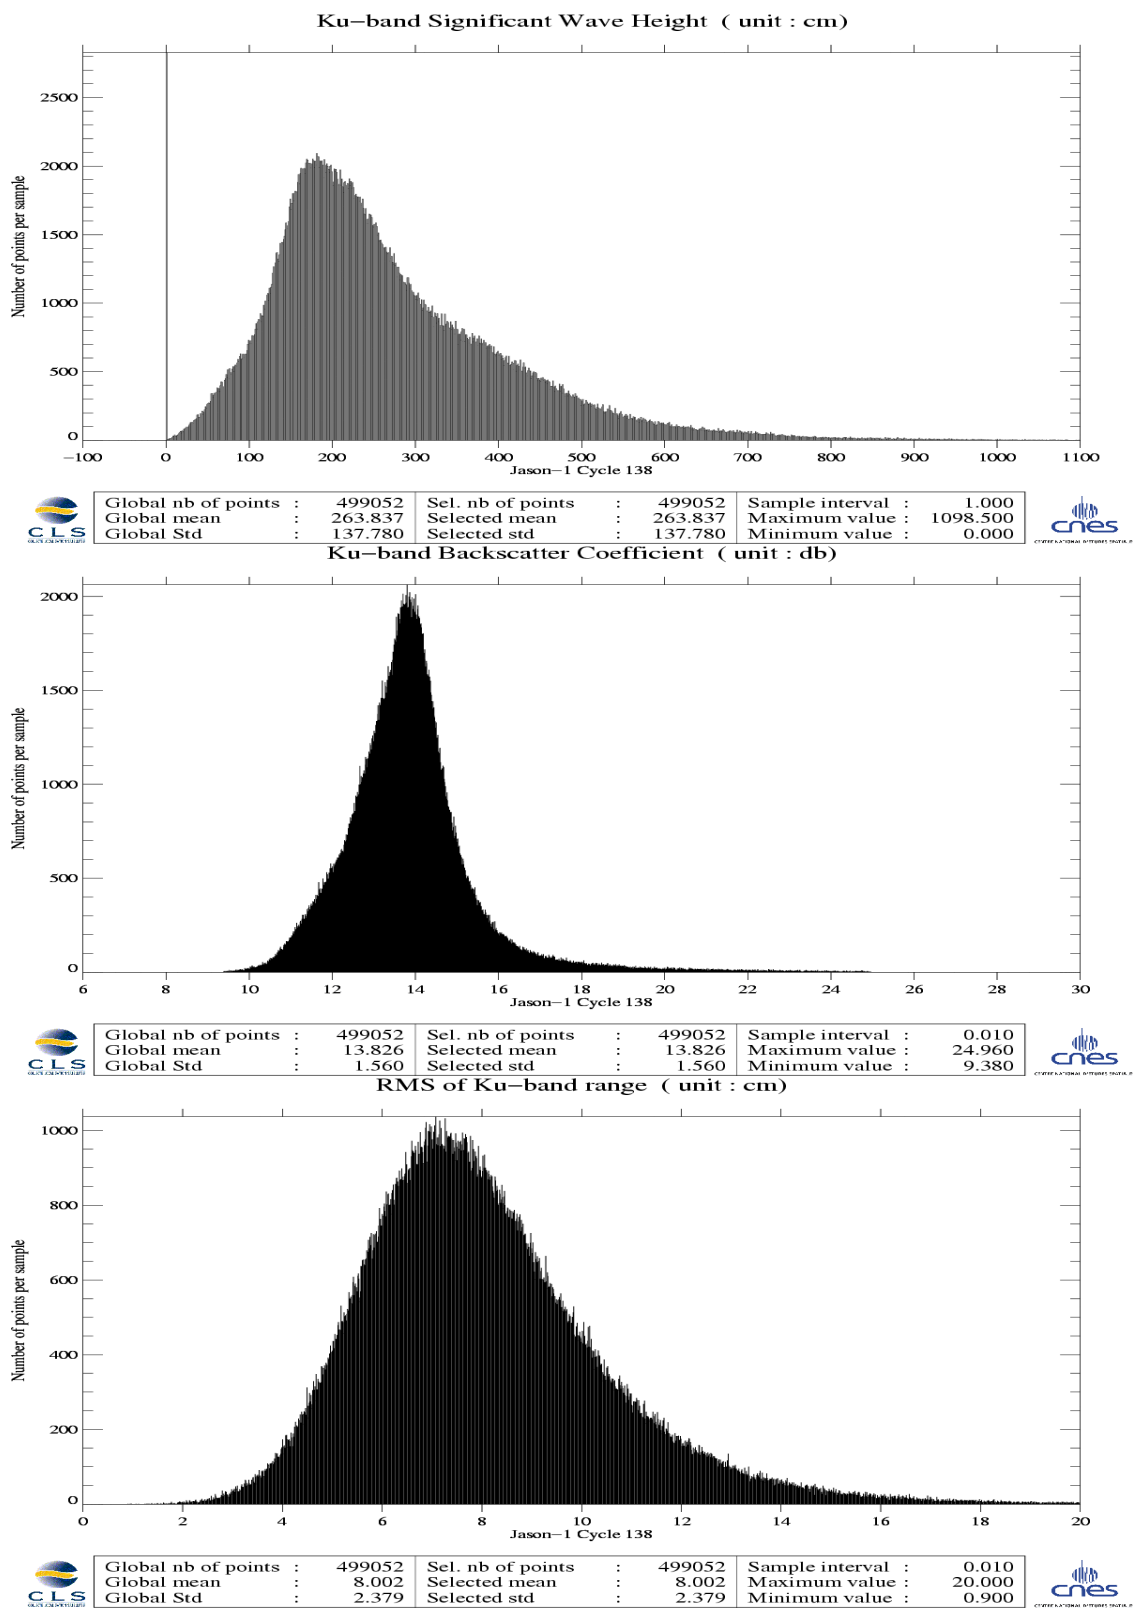 Ku−band Significant Wave Height ( unit : cm)
Number of points per sample
2500
2000
1500
1000
500
0
−100 0 100 200 300 400 500 600 700 800 900 1000 1100
Jason−1 Cycle 138
CLS
Global nb of points : 499052 Sel. nb of points : 499052 Sample interval : 1.000
Global mean : 263.837 Selected mean : 263.837 Maximum value : 1098.500
Global Std : 137.780 Selected std : 137.780 Minimum value : 0.000
cnes
Ku−band Backscatter Coefficient ( unit : db)
Number of points per sample
2000
1500
1000
500
0
6 8 10 12 14 16 18 20 22 24 26 28 30
Jason−1 Cycle 138
CLS
Global nb of points : 499052 Sel. nb of points : 499052 Sample interval : 0.010
Global mean : 13.826 Selected mean : 13.826 Maximum value : 24.960
Global Std : 1.560 Selected std : 1.560 Minimum value : 9.380
cnes
RMS of Ku−band range ( unit : cm)
Number of points per sample
1000
800
600
400
200
0
0 2 4 6 8 10 12 14 16 18 20
Jason−1 Cycle 138
CLS
Global nb of points : 499052 Sel. nb of points : 499052 Sample interval : 0.010
Global mean : 8.002 Selected mean : 8.002 Maximum value : 20.000
Global Std : 2.379 Selected std : 2.379 Minimum value : 0.900
cnes